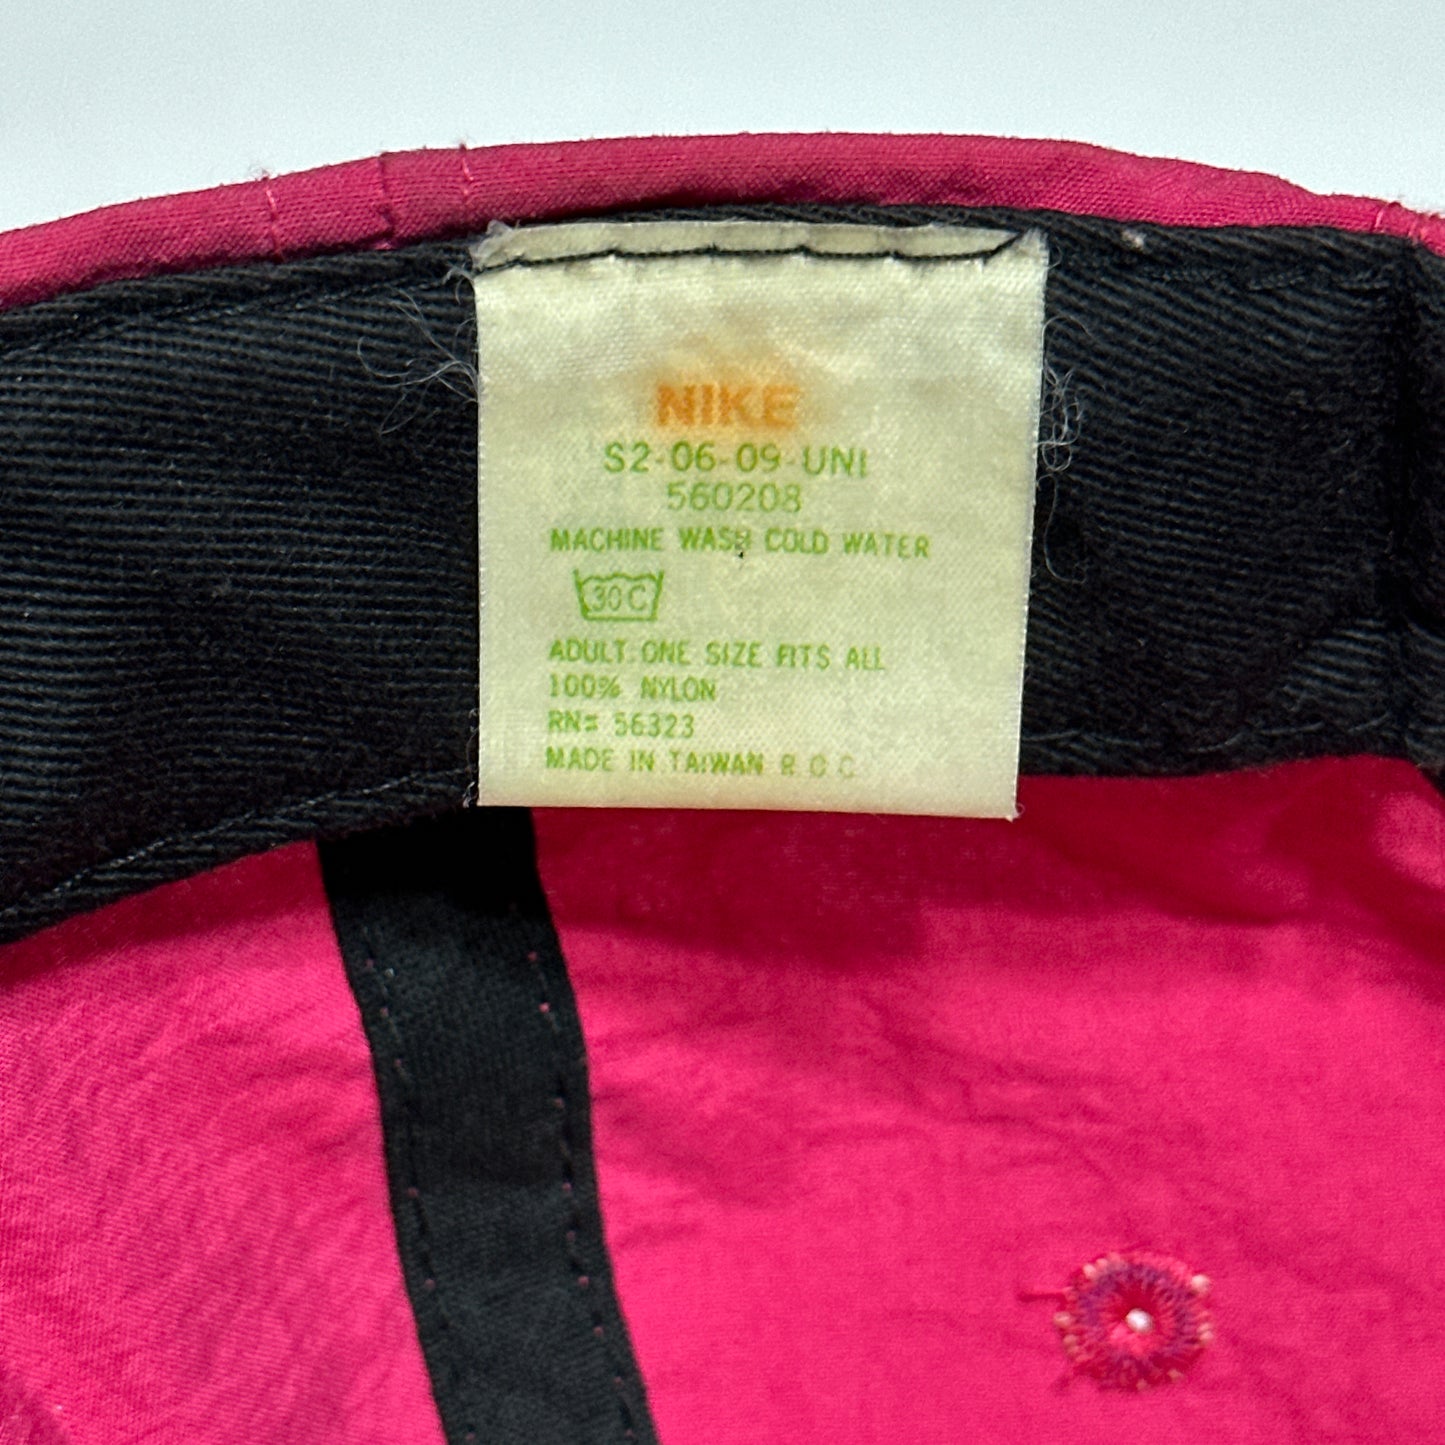 NIKE
S2-06-09-UNI
560208
MACHINE WASH COLD WATER
30C
ADULT ONE SIZE FITS ALL
100% NYLON
RN# 56323
MADE IN TAIWAN R O C